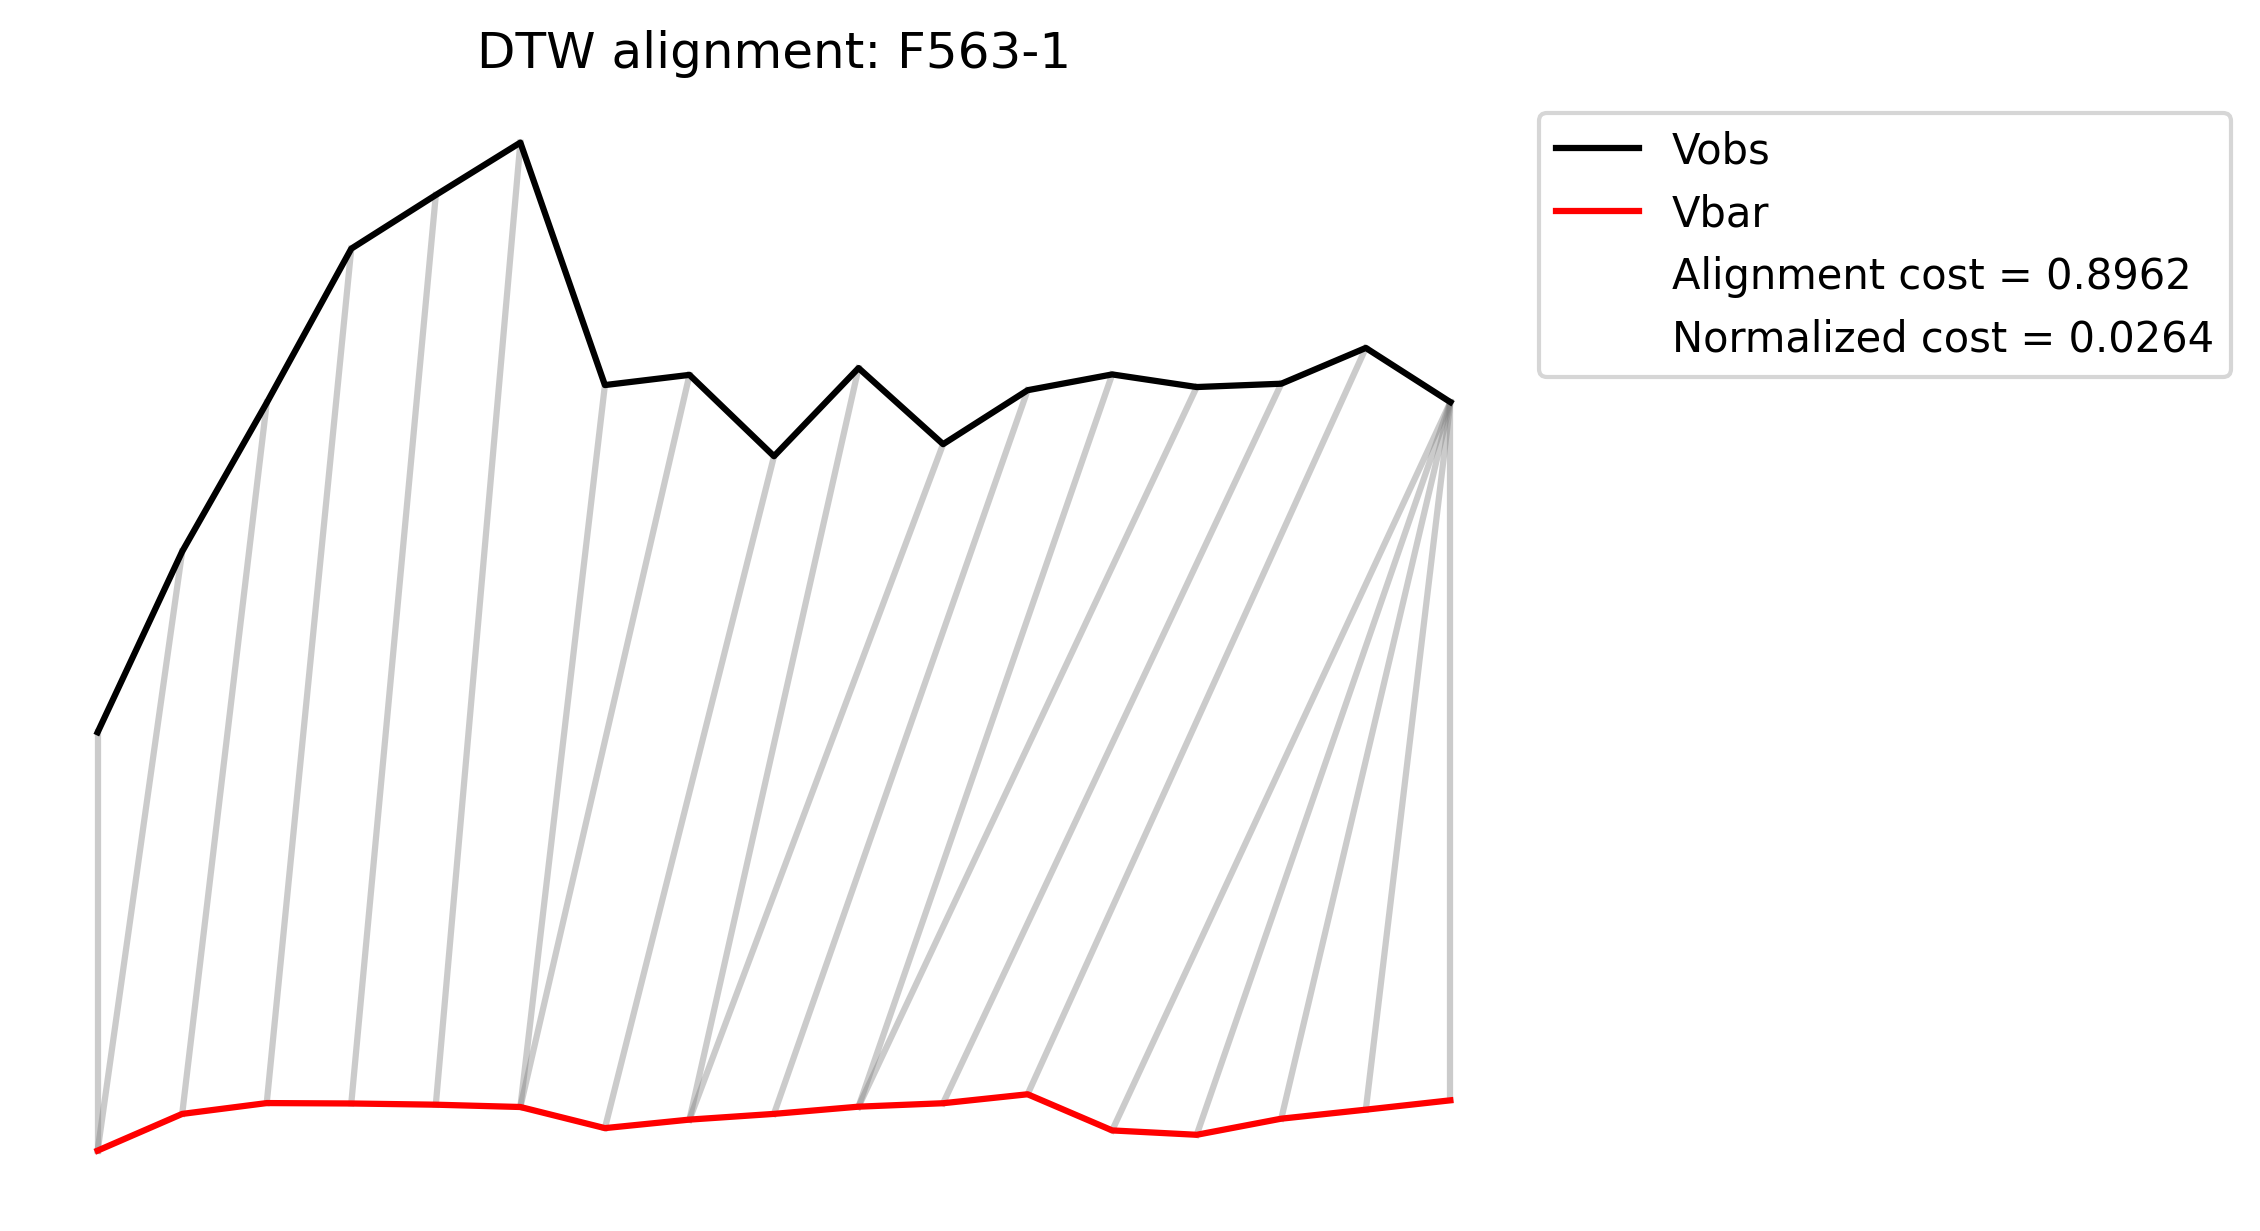 DTW alignment: F563-1
Vobs
Vbar
Alignment cost = 0.8962
Normalized cost = 0.0264